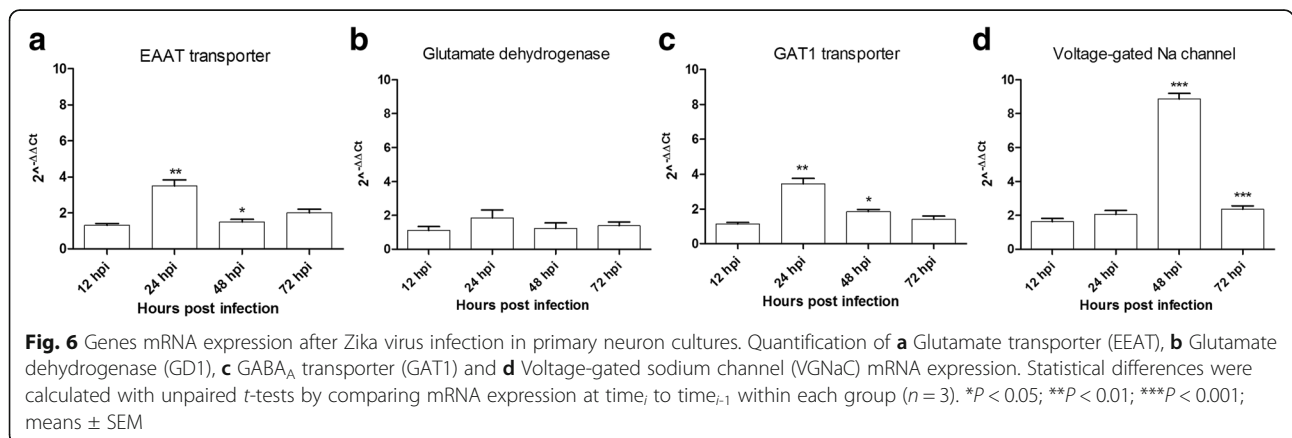 a
EAAT transporter
10
8
6
4
2
0
2^-ΔΔCt
12 hpi
24 hpi
48 hpi
72 hpi
**
*
Hours post infection
b
Glutamate dehydrogenase
10
8
6
4
2
0
2^-ΔΔCt
12 hpi
24 hpi
48 hpi
72 hpi
Hours post infection
c
GAT1 transporter
10
8
6
4
2
0
2^-ΔΔCt
12 hpi
24 hpi
48 hpi
72 hpi
**
*
Hours post infection
d
Voltage-gated Na channel
10
8
6
4
2
0
2^-ΔΔCt
12 hpi
24 hpi
48 hpi
72 hpi
***
***
Hours post infection
Fig. 6 Genes mRNA expression after Zika virus infection in primary neuron cultures. Quantification of a Glutamate transporter (EEAT), b Glutamate
dehydrogenase (GD1), c GABA_A transporter (GAT1) and d Voltage-gated sodium channel (VGNaC) mRNA expression. Statistical differences were
calculated with unpaired t-tests by comparing mRNA expression at time_i to time_i-1 within each group (n = 3). *P < 0.05; **P < 0.01; ***P < 0.001;
means ± SEM